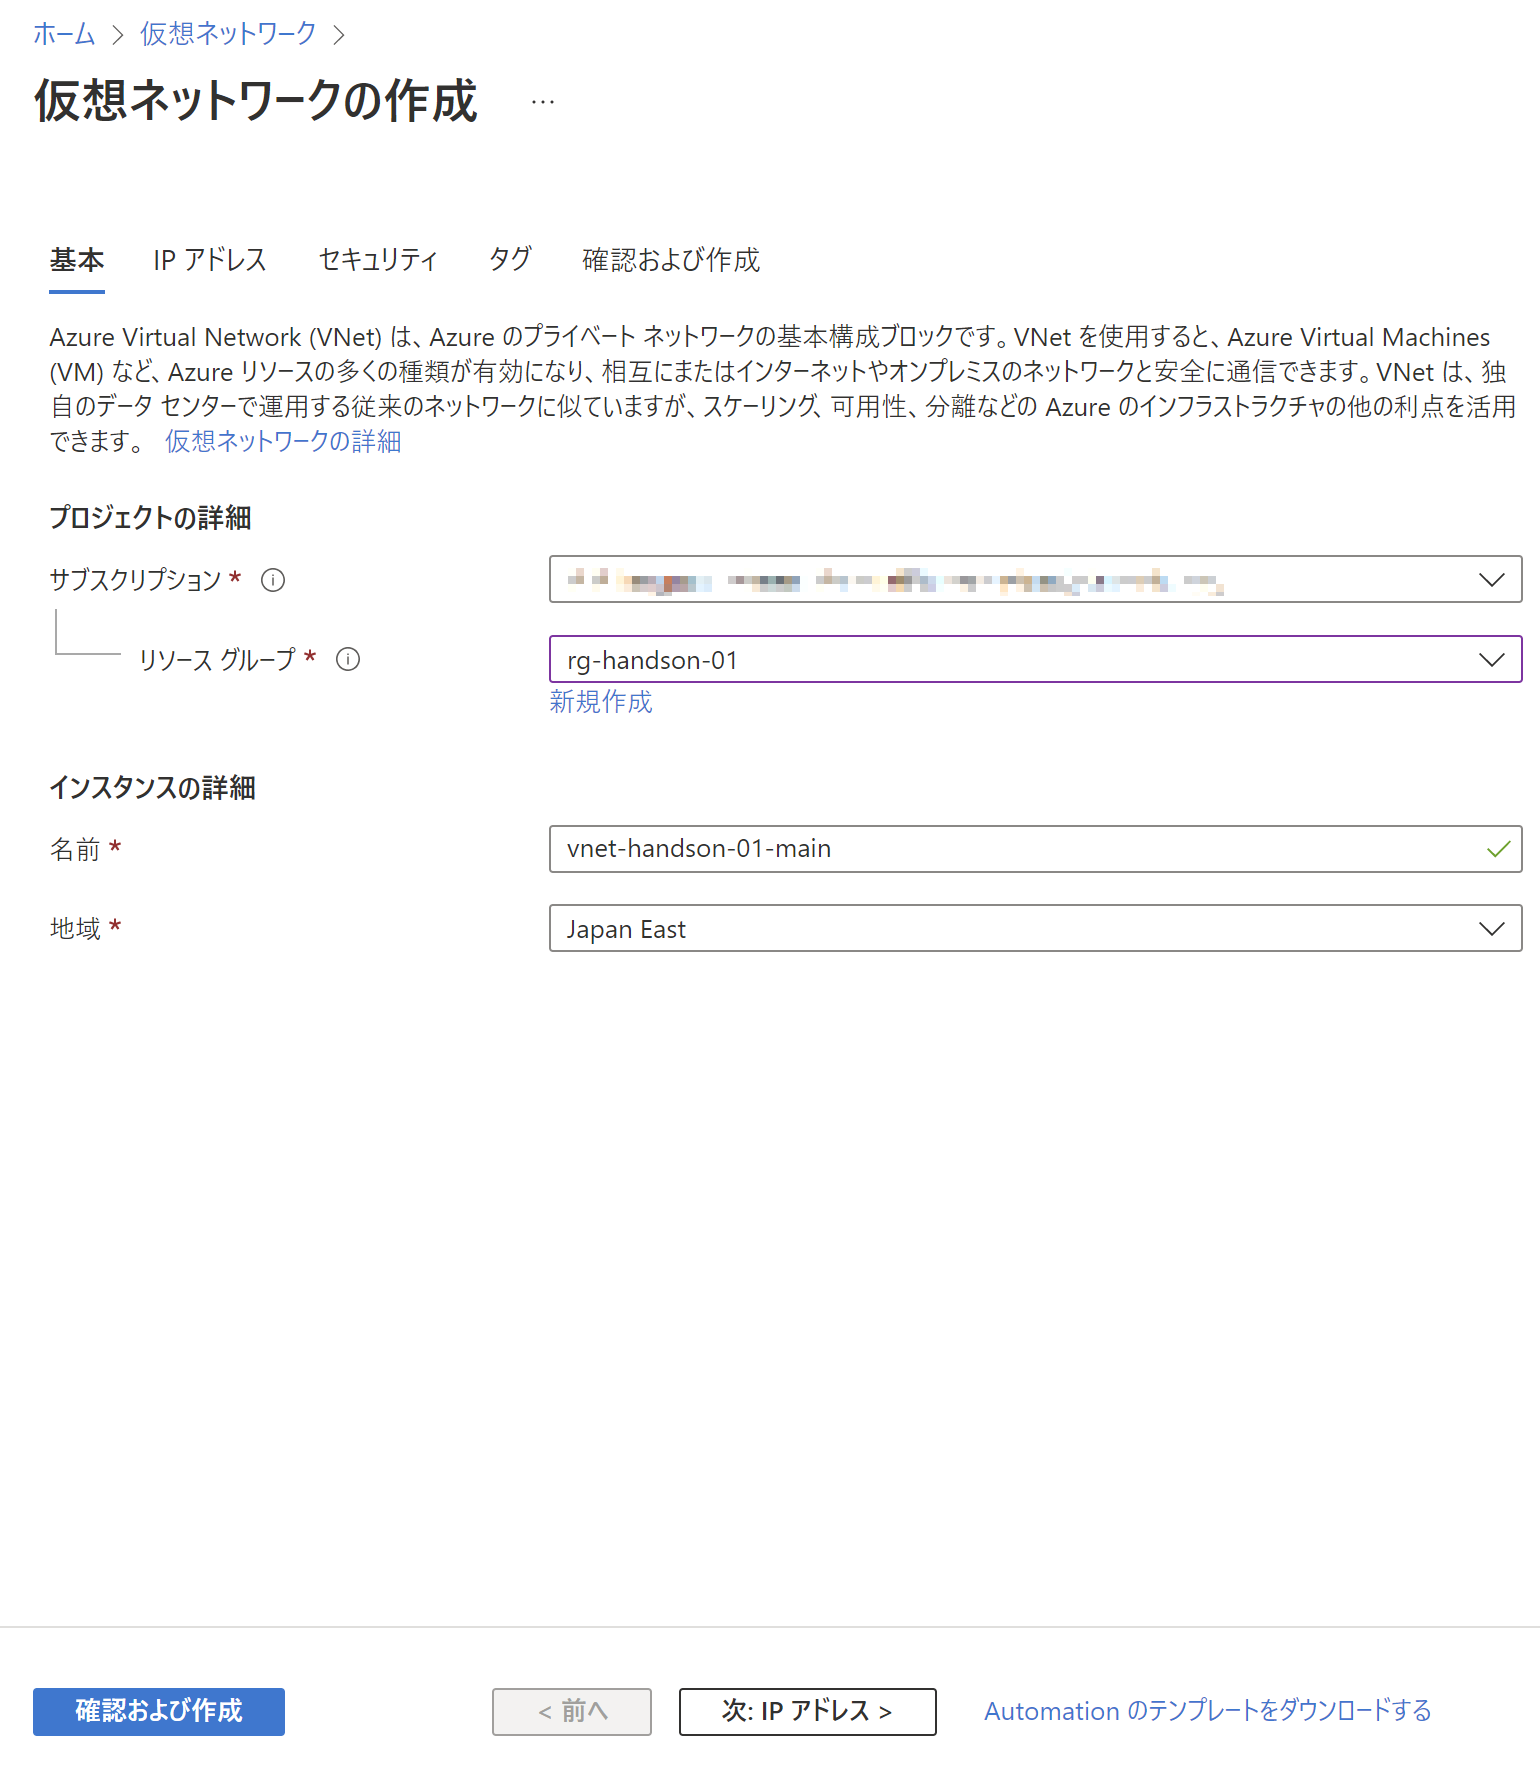 ホーム > 仮想ネットワーク >
仮想ネットワークの作成 …
基本 IP アドレス セキュリティ タグ 確認および作成
Azure Virtual Network (VNet) は、Azure のプライベート ネットワークの基本構成ブロックです。VNet を使用すると、Azure Virtual Machines
(VM) など、Azure リソースの多くの種類が有効になり、相互にまたはインターネットやオンプレミスのネットワークと安全に通信できます。VNet は、独
自のデータ センターで運用する従来のネットワークに似ていますが、スケーリング、可用性、分離などの Azure のインフラストラクチャの他の利点を活用
できます。 仮想ネットワークの詳細
プロジェクトの詳細
サブスクリプション *
リソース グループ * rg-handson-01
新規作成
インスタンスの詳細
名前 * vnet-handson-01-main
地域 * Japan East
確認および作成 < 前へ 次: IP アドレス > Automation のテンプレートをダウンロードする